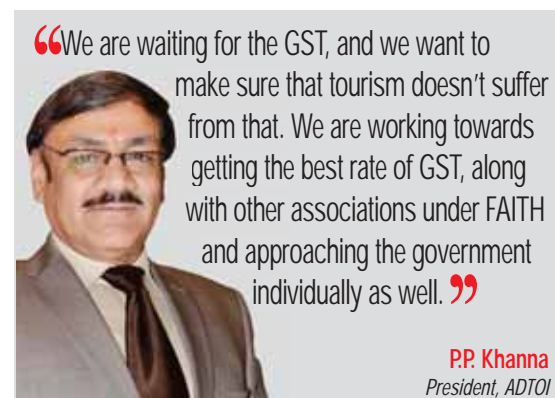 “We are waiting for the GST, and we want to
make sure that tourism doesn’t suffer
from that. We are working towards
getting the best rate of GST, along
with other associations under FAITH
and approaching the government
individually as well.”
P.P. Khanna
President, ADTOI